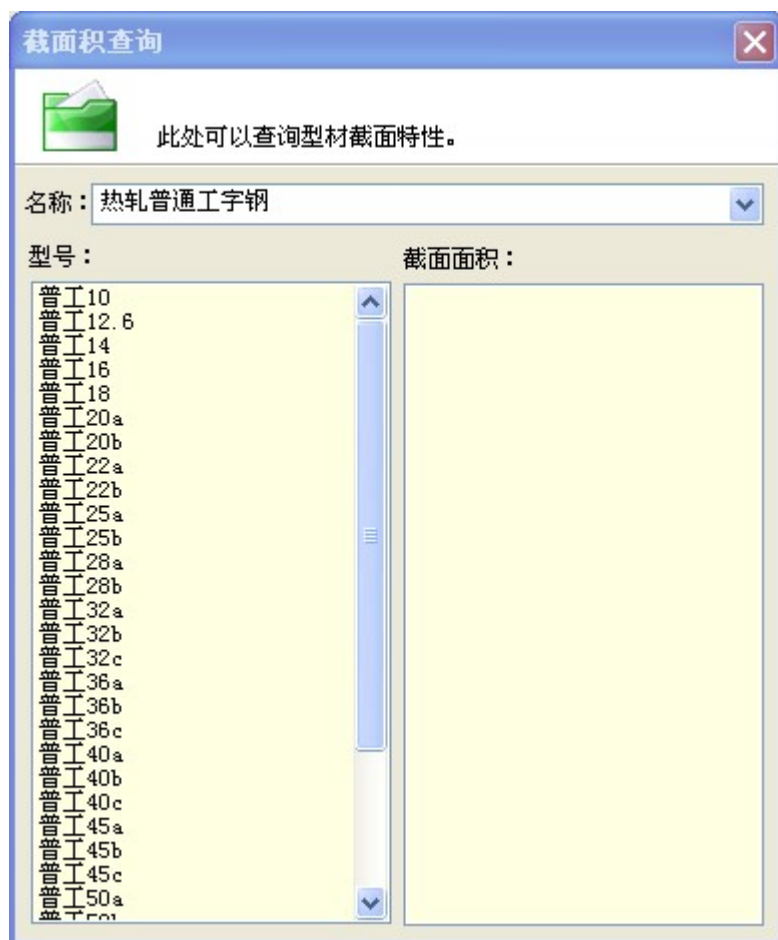 截面积查询
此处可以查询型材截面特性。
名称：热轧普通工字钢
型号：
截面面积：
普工10
普工12.6
普工14
普工16
普工18
普工20a
普工20b
普工22a
普工22b
普工25a
普工25b
普工28a
普工28b
普工32a
普工32b
普工32c
普工36a
普工36b
普工36c
普工40a
普工40b
普工40c
普工45a
普工45b
普工45c
普工50a